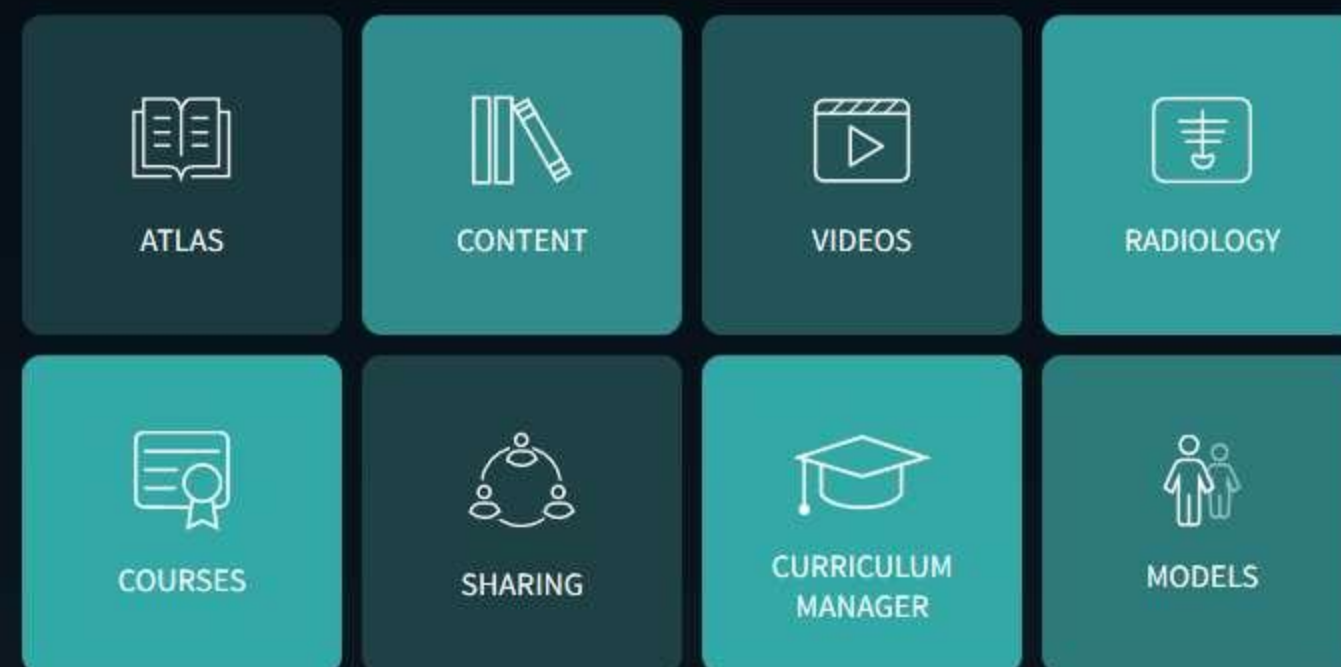 ATLAS
CONTENT
VIDEOS
RADIOLOGY
COURSES
SHARING
CURRICULUM
MANAGER
MODELS